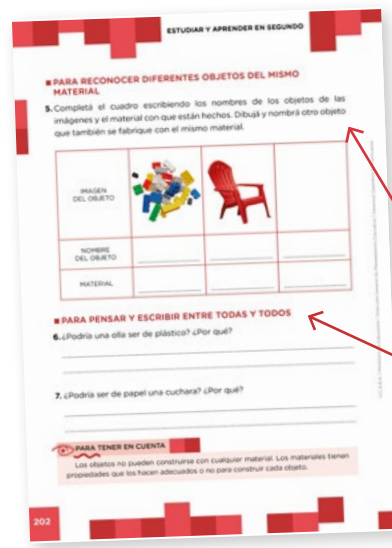 ESTUDIAR Y APRENDER EN SEGUNDO
PARA RECONOCER DIFERENTES OBJETOS DEL MISMO
MATERIAL
5. Completá el cuadro escribiendo los nombres de los objetos de las
imágenes y el material con que están hechos. Dibujá y nombrá otro objeto
que también se fabrique con el mismo material.
IMAGEN
DEL OBJETO
NOMBRE
DEL OBJETO
MATERIAL
PARA PENSAR Y ESCRIBIR ENTRE TODAS Y TODOS
6. ¿Podría una olla ser de plástico? ¿Por qué?
7. ¿Podría ser de papel una cuchara? ¿Por qué?
PARA TENER EN CUENTA
Los objetos no pueden construirse con cualquier material. Los materiales tienen
propiedades que los hacen adecuados o no para construir cada objeto.
202